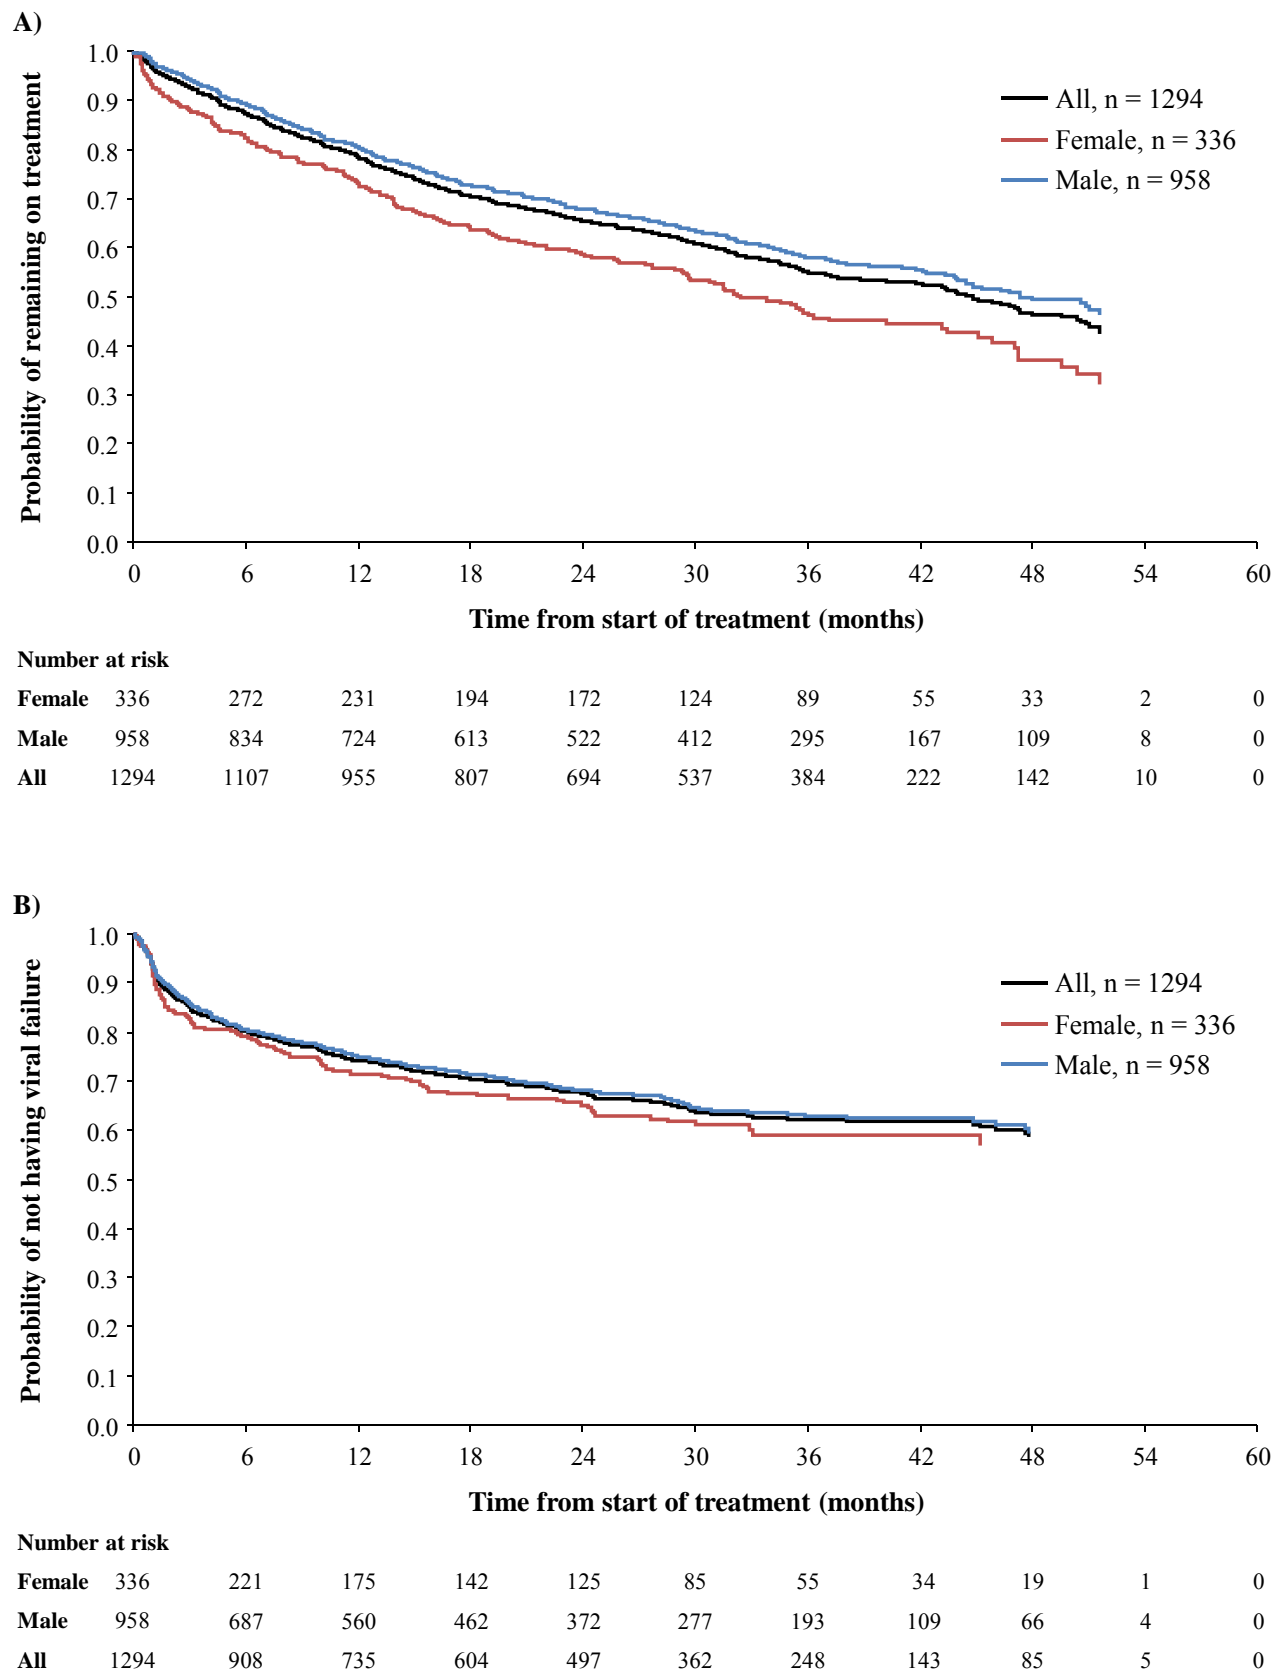 A)
Probability of remaining on treatment
1.0
0.9
0.8
0.7
0.6
0.5
0.4
0.3
0.2
0.1
0.0
All, n = 1294
Female, n = 336
Male, n = 958
0 6 12 18 24 30 36 42 48 54 60
Time from start of treatment (months)
Number at risk
Female 336 272 231 194 172 124 89 55 33 2 0
Male 958 834 724 613 522 412 295 167 109 8 0
All 1294 1107 955 807 694 537 384 222 142 10 0
B)
Probability of not having viral failure
1.0
0.9
0.8
0.7
0.6
0.5
0.4
0.3
0.2
0.1
0.0
All, n = 1294
Female, n = 336
Male, n = 958
0 6 12 18 24 30 36 42 48 54 60
Time from start of treatment (months)
Number at risk
Female 336 221 175 142 125 85 55 34 19 1 0
Male 958 687 560 462 372 277 193 109 66 4 0
All 1294 908 735 604 497 362 248 143 85 5 0